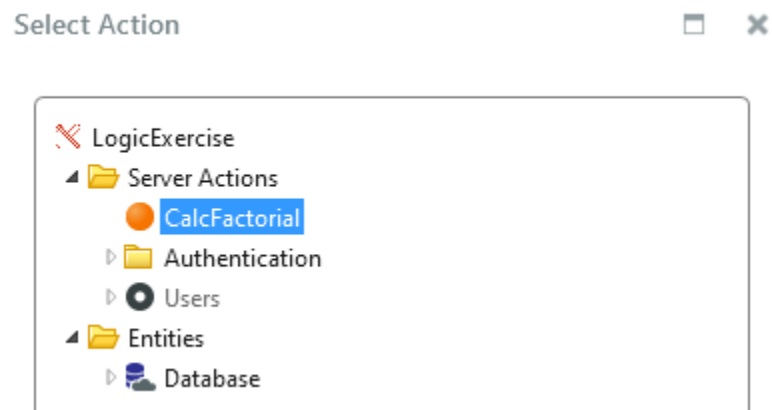 Select Action
LogicExercise
Server Actions
CalcFactorial
Authentication
Users
Entities
Database